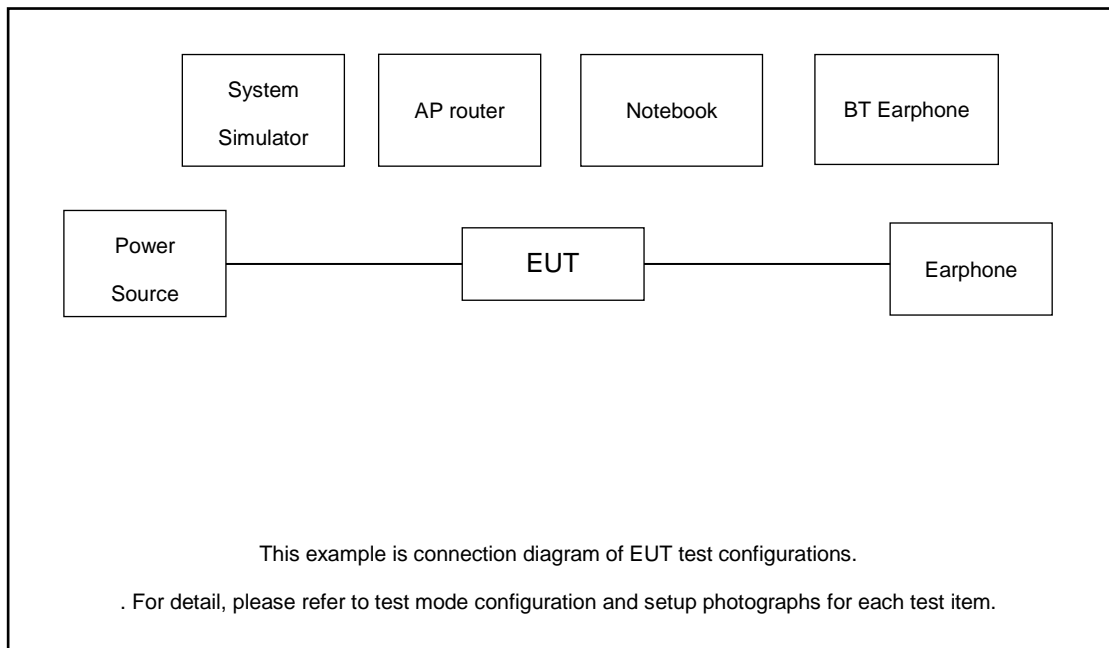 System
Simulator
AP router
Notebook
BT Earphone
Power
Source
EUT
Earphone
This example is connection diagram of EUT test configurations.
. For detail, please refer to test mode configuration and setup photographs for each test item.